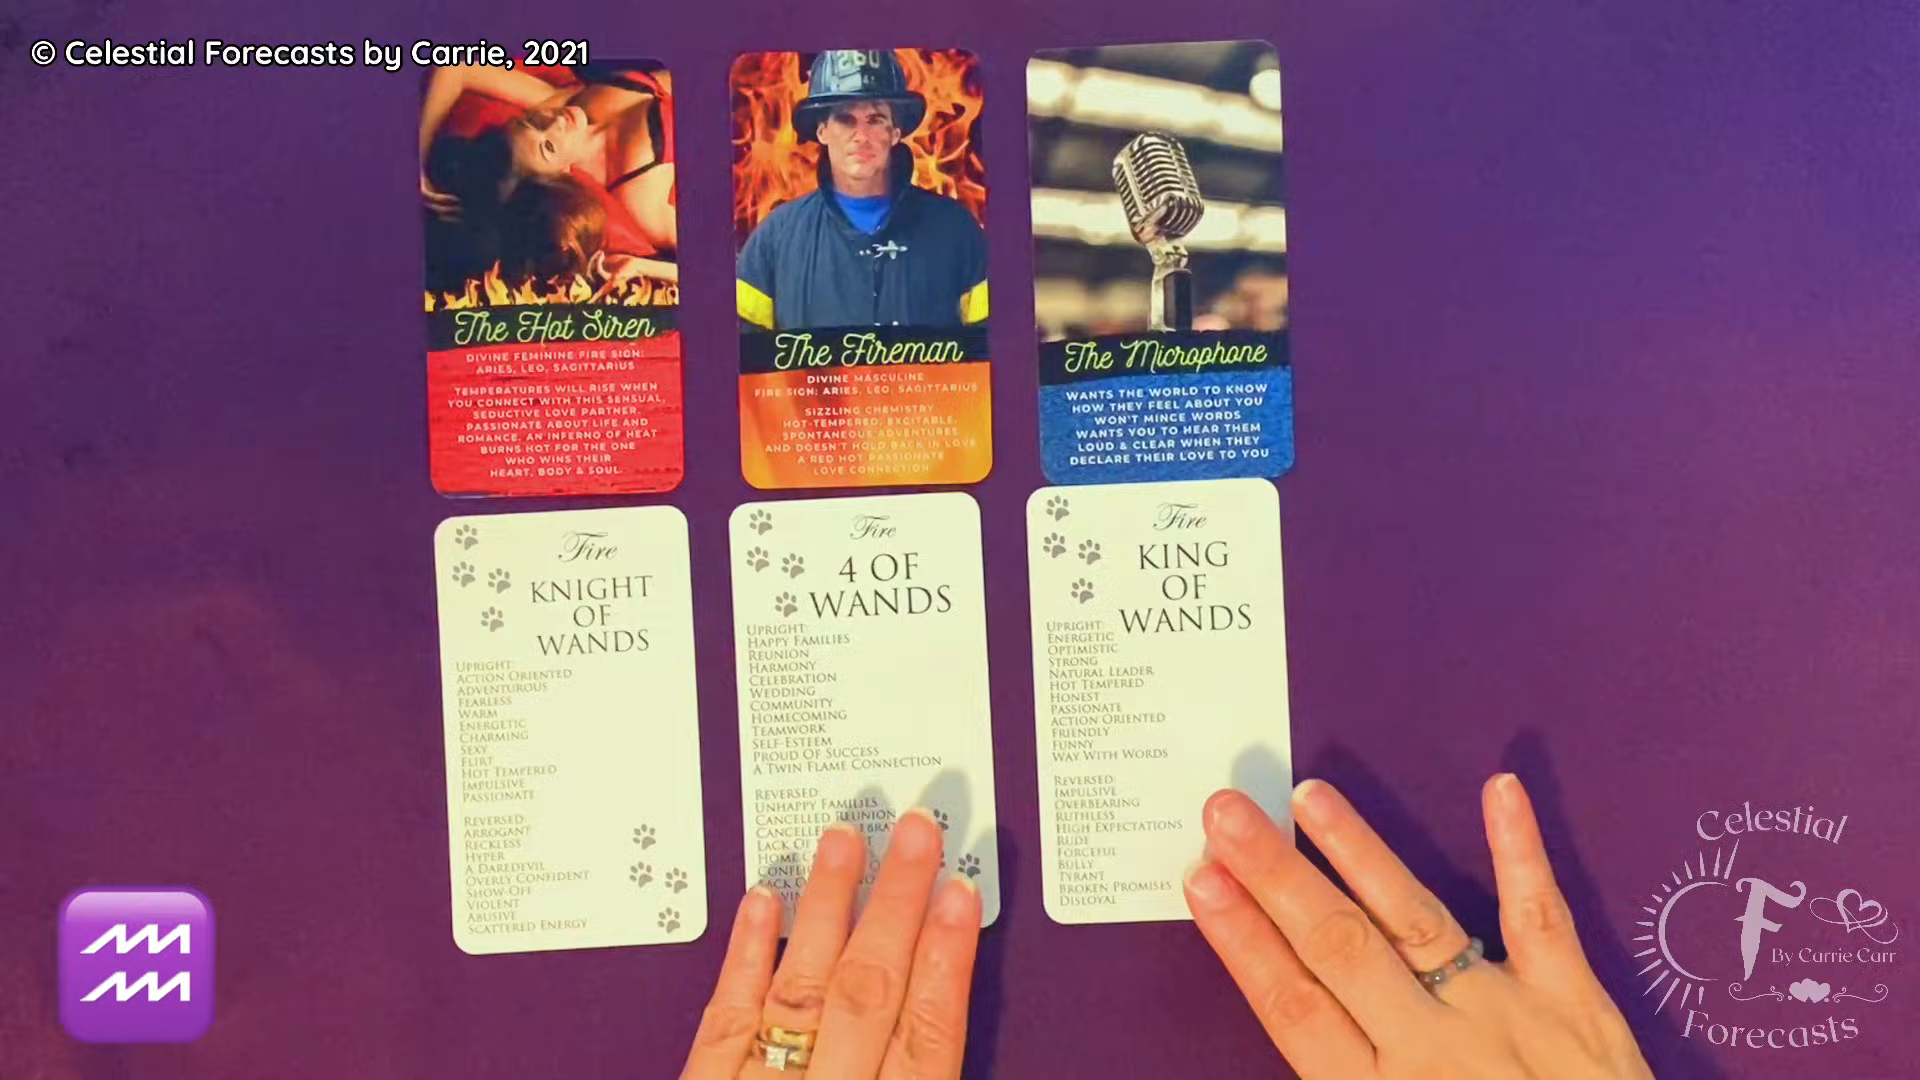 © Celestial Forecasts by Carrie, 2021
260
The Hot Siren
DIVINE FEMININE FIRE SIGN:
ARIES, LEO, SAGITTARIUS
TEMPERATURES WILL RISE WHEN
YOU CONNECT WITH THIS SENSUAL,
SEDUCTIVE LOVE PARTNER.
PASSIONATE ABOUT LIFE AND
ROMANCE. AN INFERNO OF HEAT
BURNS HOT FOR THE ONE
WHO WINS THEIR
HEART, BODY & SOUL.
The Fireman
DIVINE MASCULINE
FIRE SIGN: ARIES, LEO, SAGITTARIUS
SIZZLING CHEMISTRY
HOT-TEMPERED, EXCITABLE,
SPONTANEOUS ADVENTURES
AND DOESN'T HOLD BACK IN LOVE
A RED HOT PASSIONATE
LOVE CONNECTION
The Microphone
WANTS THE WORLD TO KNOW
HOW THEY FEEL ABOUT YOU
WON'T MINCE WORDS
WANTS YOU TO HEAR THEM
LOUD & CLEAR WHEN THEY
DECLARE THEIR LOVE TO YOU
Fire
KNIGHT
OF
WANDS
UPRIGHT:
ACTION ORIENTED
ADVENTUROUS
FEARLESS
WARM
ENERGETIC
CHARMING
SEXY
FLIRT
HOT TEMPERED
IMPULSIVE
PASSIONATE
REVERSED:
ARROGANT
RECKLESS
HYPER
A DAREDEVIL
OVERLY CONFIDENT
SHOW-OFF
VIOLENT
ABUSIVE
SCATTERED ENERGY
Fire
4 OF
WANDS
UPRIGHT:
HAPPY FAMILIES
REUNION
HARMONY
CELEBRATION
WEDDING
COMMUNITY
HOMECOMING
TEAMWORK
SELF-ESTEEM
PROUD OF SUCCESS
A TWIN FLAME CONNECTION
REVERSED:
UNHAPPY FAMILIES
CANCELLED REUNION
LACK OF
Fire
KING
OF
WANDS
UPRIGHT:
ENERGETIC
OPTIMISTIC
STRONG
NATURAL LEADER
HOT TEMPERED
HONEST
PASSIONATE
ACTION ORIENTED
FRIENDLY
FUNNY
WAY WITH WORDS
REVERSED:
IMPULSIVE
OVERBEARING
RUTHLESS
HIGH EXPECTATIONS
RUDE
FORCEFUL
BULLY
TYRANT
BROKEN PROMISES
DISLOYAL
Celestial
F
By Carrie Carr
Forecasts